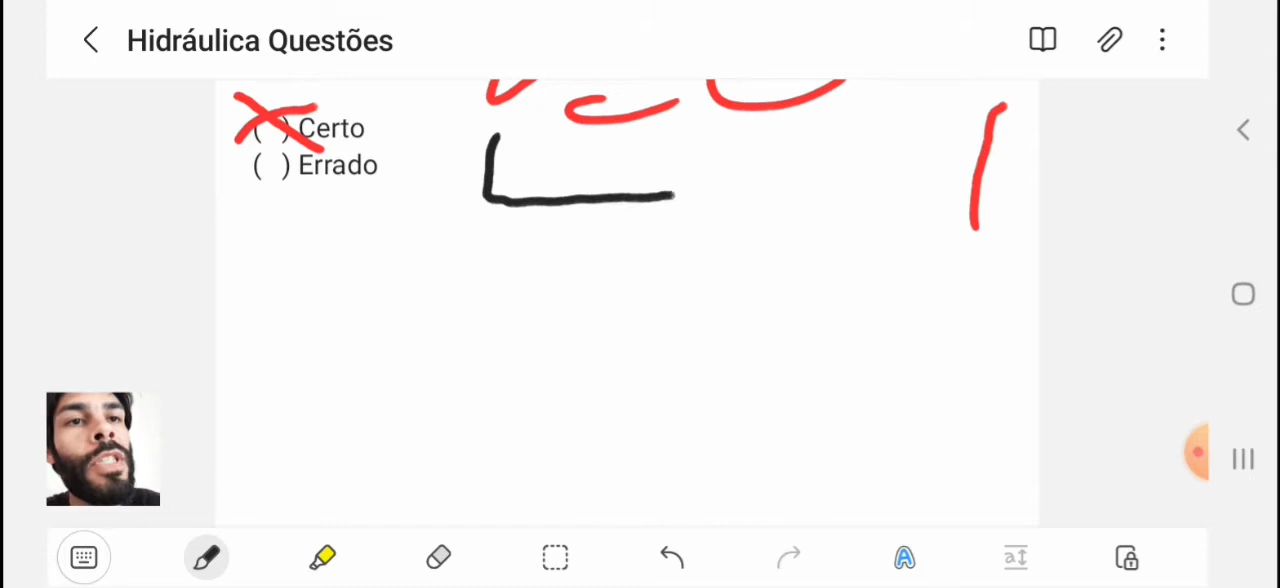 Hidráulica Questões
( ) Certo
( ) Errado
A
a